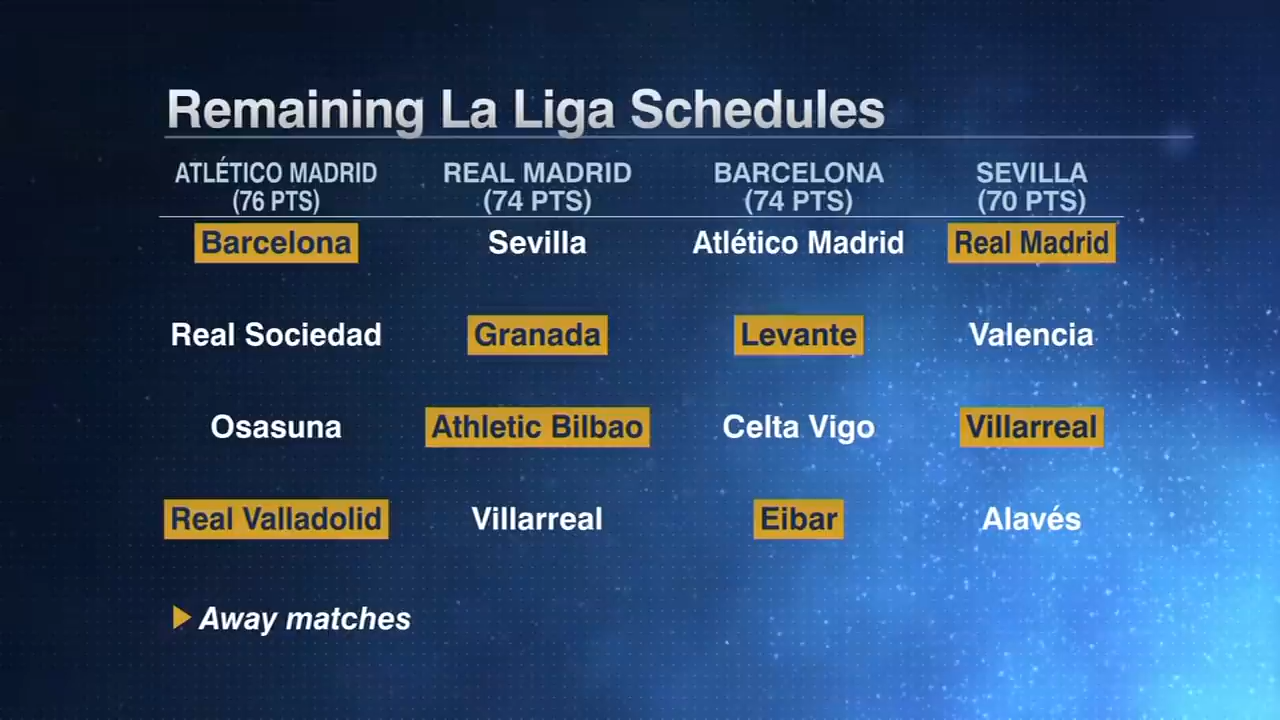 Remaining La Liga Schedules
ATLÉTICO MADRID REAL MADRID BARCELONA SEVILLA
(76 PTS) (74 PTS) (74 PTS) (70 PTS)
Barcelona Sevilla Atlético Madrid Real Madrid
Real Sociedad Granada Levante Valencia
Osasuna Athletic Bilbao Celta Vigo Villarreal
Real Valladolid Villarreal Eibar Alavés
Away matches